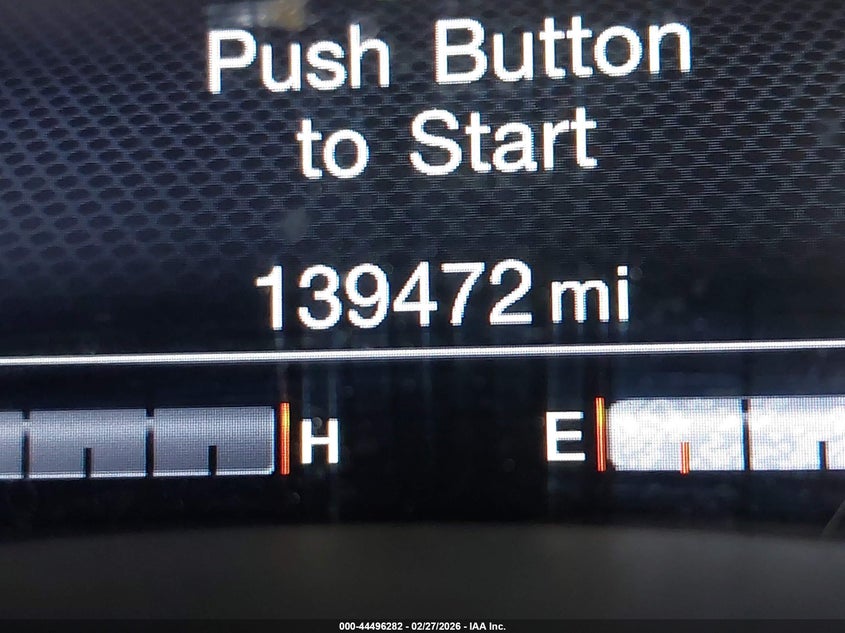 Push Button
to Start
139472 mi
H E
000-44496282 - 02/27/2026 - IAA Inc.